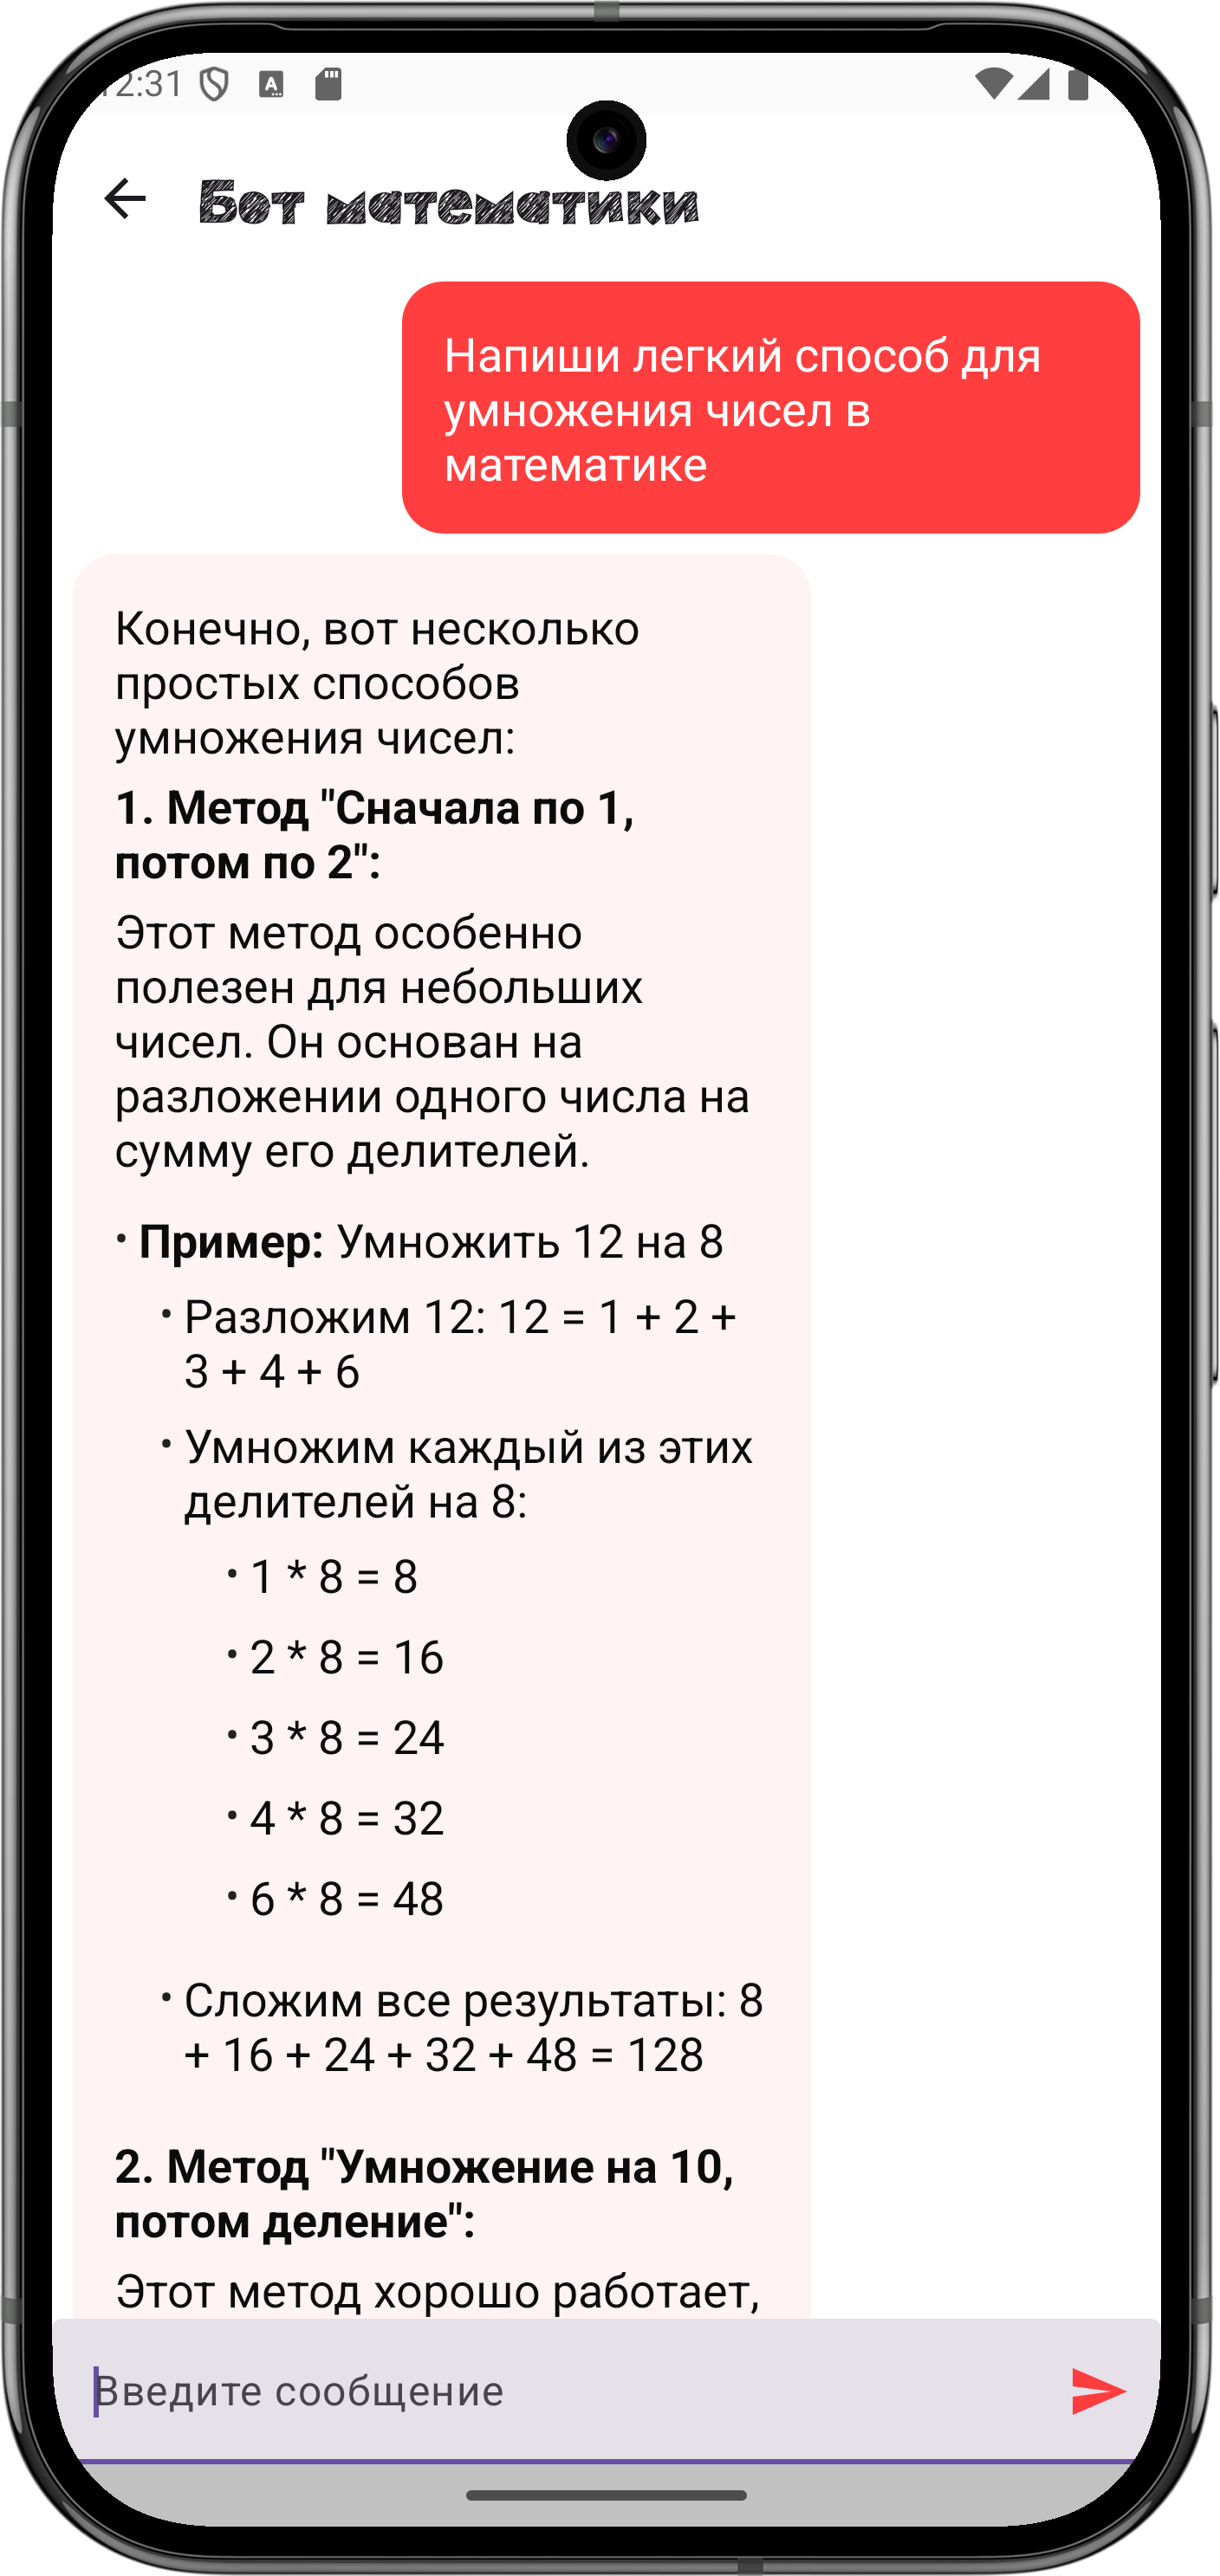 2:31
Бот математики
Напиши легкий способ для
умножения чисел в
математике
Конечно, вот несколько
простых способов
умножения чисел:
1. Метод "Сначала по 1,
потом по 2":
Этот метод особенно
полезен для небольших
чисел. Он основан на
разложении одного числа на
сумму его делителей.
• Пример: Умножить 12 на 8
• Разложим 12: 12 = 1 + 2 +
3 + 4 + 6
• Умножим каждый из этих
делителей на 8:
• 1 * 8 = 8
• 2 * 8 = 16
• 3 * 8 = 24
• 4 * 8 = 32
• 6 * 8 = 48
• Сложим все результаты: 8
+ 16 + 24 + 32 + 48 = 128
2. Метод "Умножение на 10,
потом деление":
Этот метод хорошо работает,
Введите сообщение